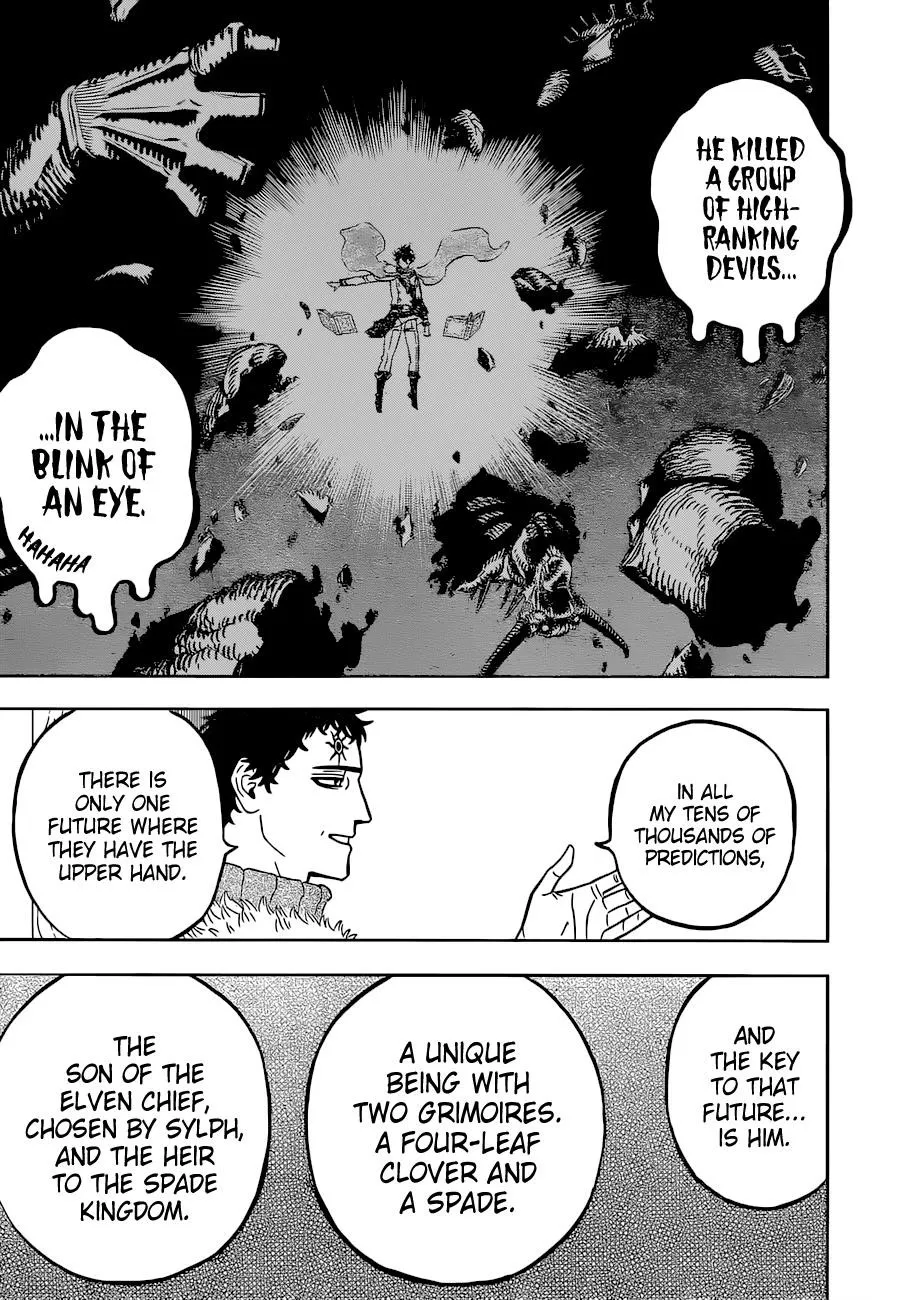 HE KILLED
A GROUP
OF HIGH-
RANKING
DEVILS...
...IN THE
BLINK OF
AN EYE.
HAHAHA
IN ALL
MY TENS OF
THOUSANDS OF
PREDICTIONS,
THERE IS
ONLY ONE
FUTURE WHERE
THEY HAVE THE
UPPER HAND.
AND
THE KEY
TO THAT
FUTURE...
IS HIM.
A UNIQUE
BEING WITH
TWO GRIMOIRES.
A FOUR-LEAF
CLOVER AND
A SPADE.
THE
SON OF THE
ELVEN CHIEF,
CHOSEN BY SYLPH,
AND THE HEIR
TO THE SPADE
KINGDOM.